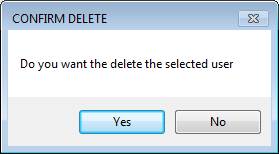 CONFIRM DELETE
Do you want the delete the selected user
Yes
No